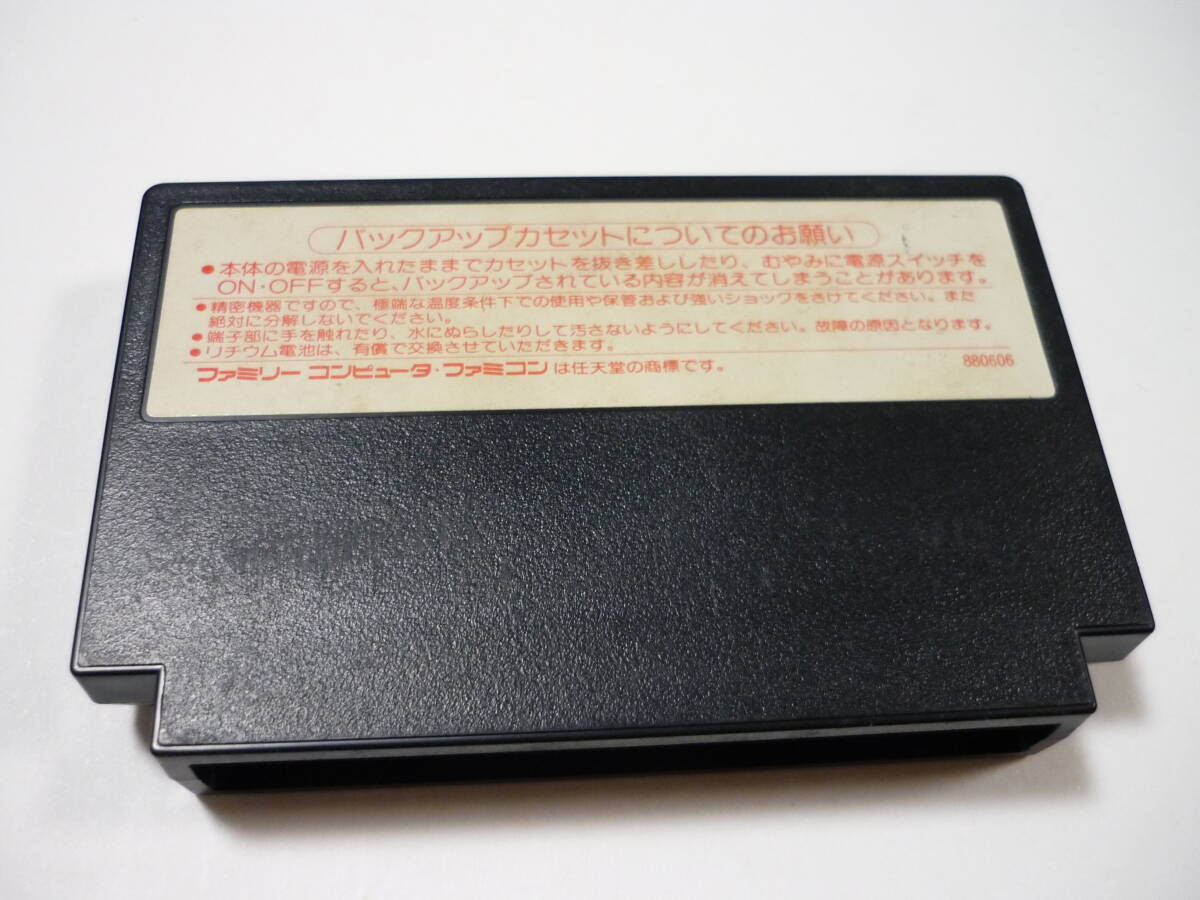 バックアップカセットについてのお願い
●本体の電源を入れたままでカセットを抜き差ししたり、むやみに電源スイッチを
ON・OFFすると、バックアップされている内容が消えてしまうことがあります。
●精密機器ですので、極端な温度条件下での使用や保管および強いショックをさけてください。また
絶対に分解しないでください。
●端子部に手を触れたり、水にぬらしたりして汚さないようにしてください。故障の原因となります。
●リチウム電池は、有償で交換させていただきます。
ファミリー コンピュータ・ファミコンは任天堂の商標です。 880606